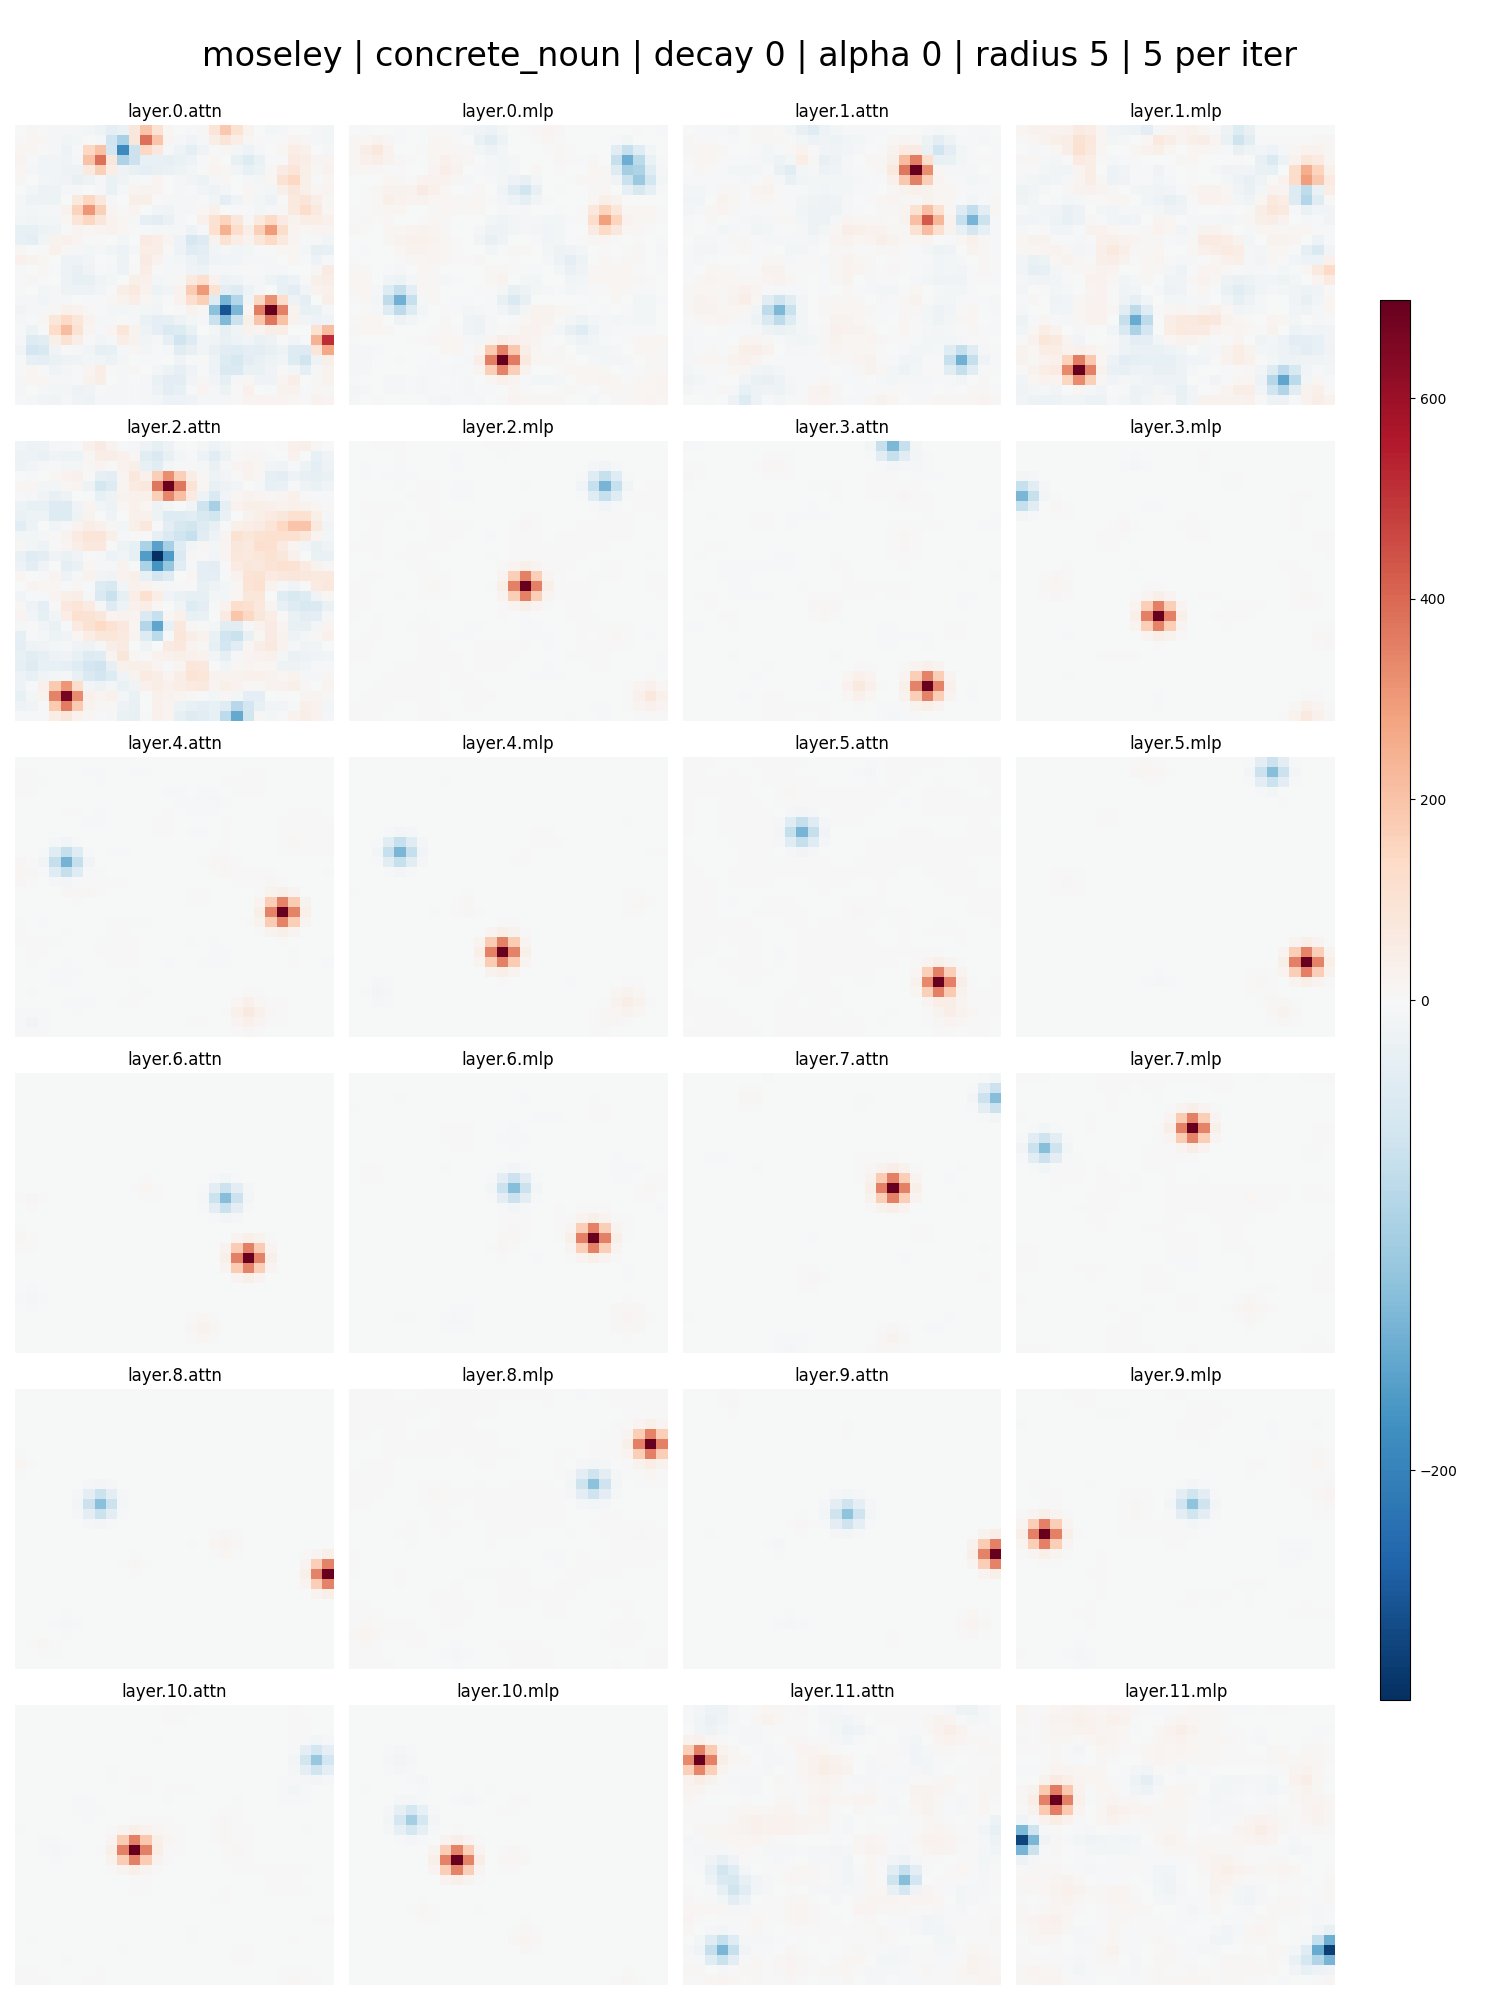 moseley | concrete_noun | decay 0 | alpha 0 | radius 5 | 5 per iter
layer.0.attn
layer.0.mlp
layer.1.attn
layer.1.mlp
layer.2.attn
layer.2.mlp
layer.3.attn
layer.3.mlp
layer.4.attn
layer.4.mlp
layer.5.attn
layer.5.mlp
layer.6.attn
layer.6.mlp
layer.7.attn
layer.7.mlp
layer.8.attn
layer.8.mlp
layer.9.attn
layer.9.mlp
layer.10.attn
layer.10.mlp
layer.11.attn
layer.11.mlp
600
400
200
0
−200